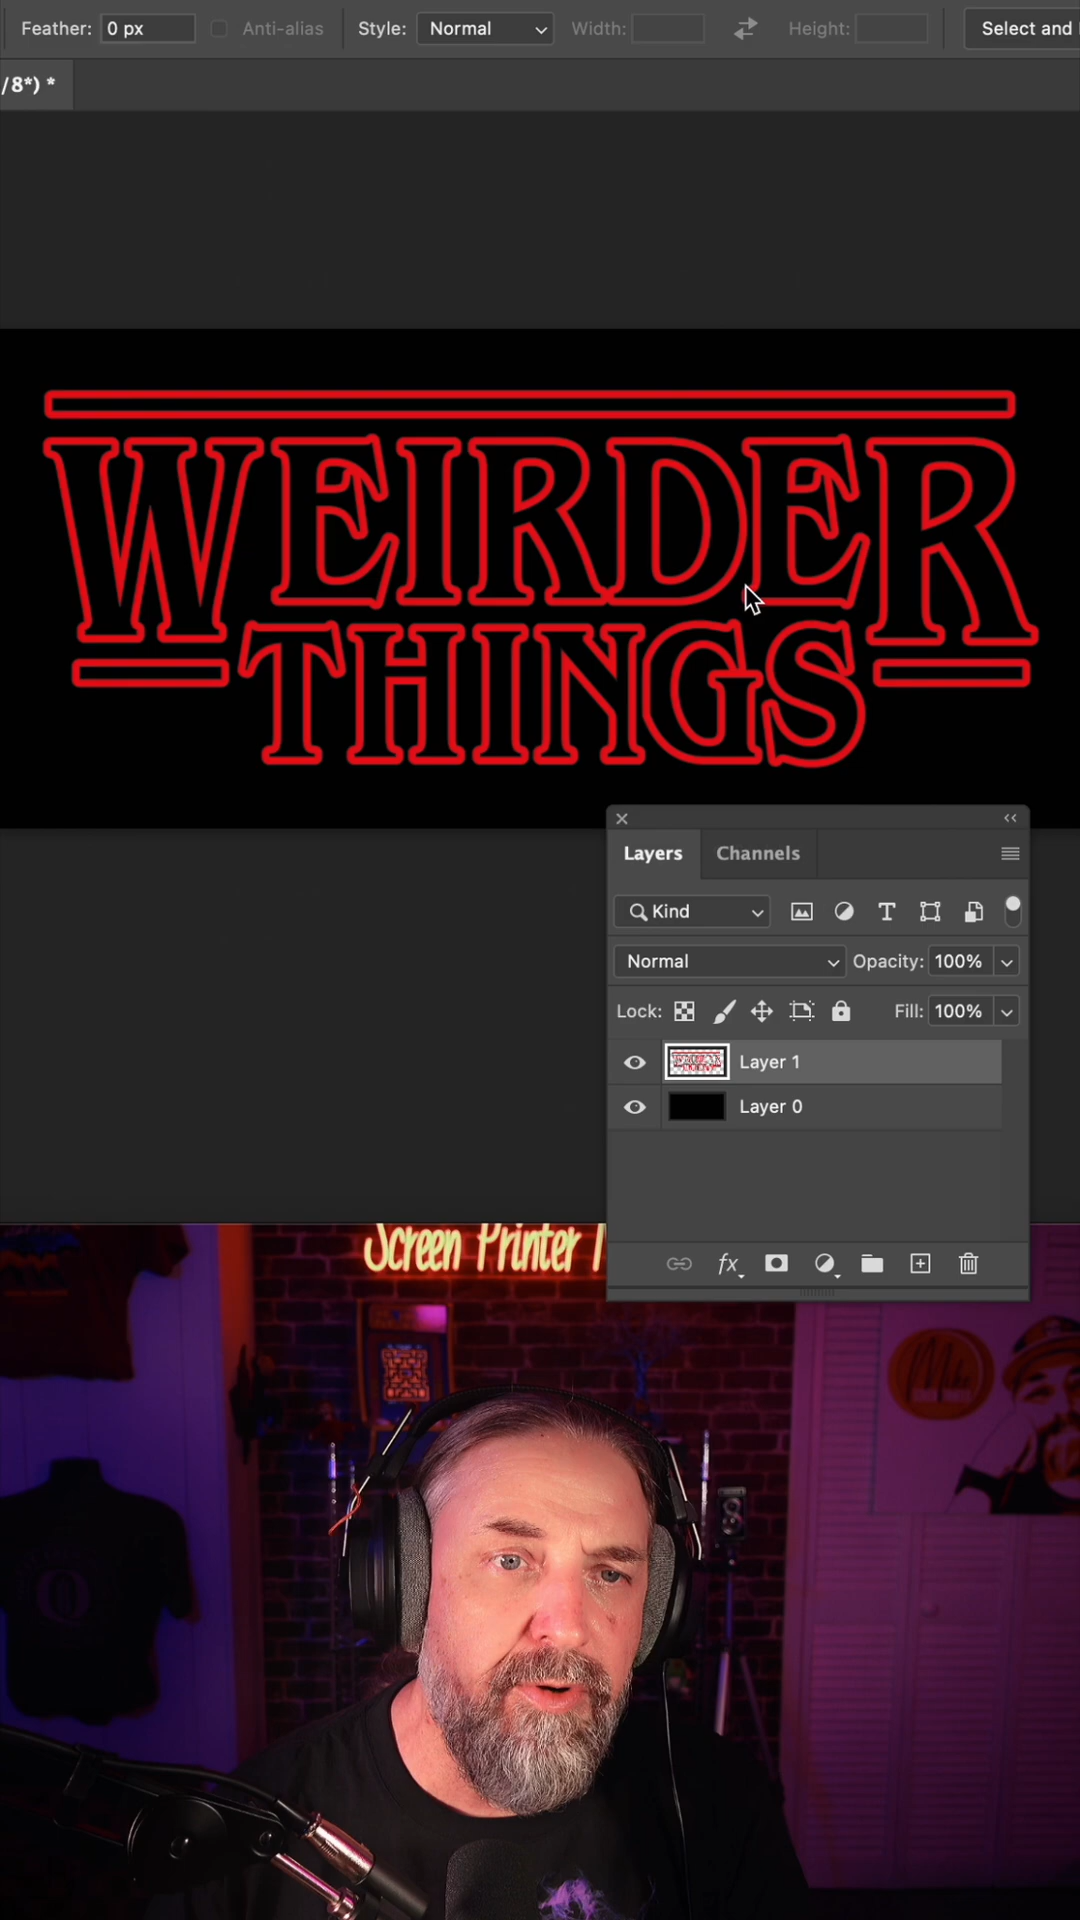 Feather: 0 px Anti-alias Style: Normal Width: Height: Select and
/8*) *
WEIRDER
THINGS
Layers Channels
Kind
Normal Opacity: 100%
Lock: Fill: 100%
Layer 1
Layer 0
fx
Screen Printer
Mike